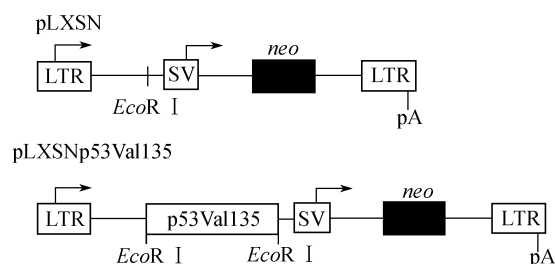 pLXSN
LTR SV neo LTR
EcoR Ⅰ
pA
pLXSNp53Val135
LTR p53Val135 SV neo LTR
EcoR Ⅰ EcoR Ⅰ
pA